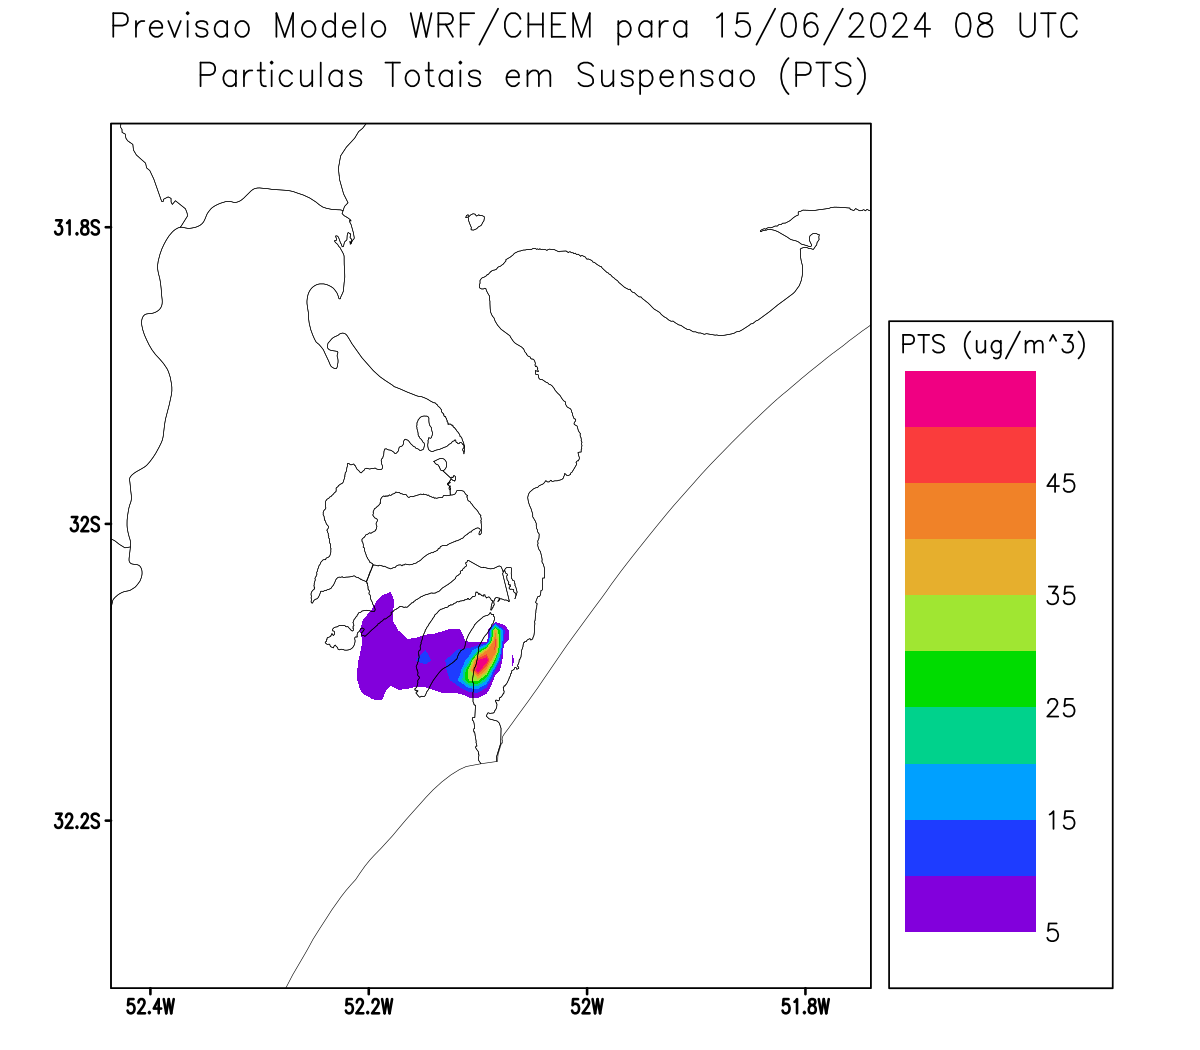 Previsao Modelo WRF/CHEM para 15/06/2024 08 UTC
Particulas Totais em Suspensao (PTS)
31.8S
32S
32.2S
52.4W
52.2W
52W
51.8W
PTS (ug/m^3)
45
35
25
15
5